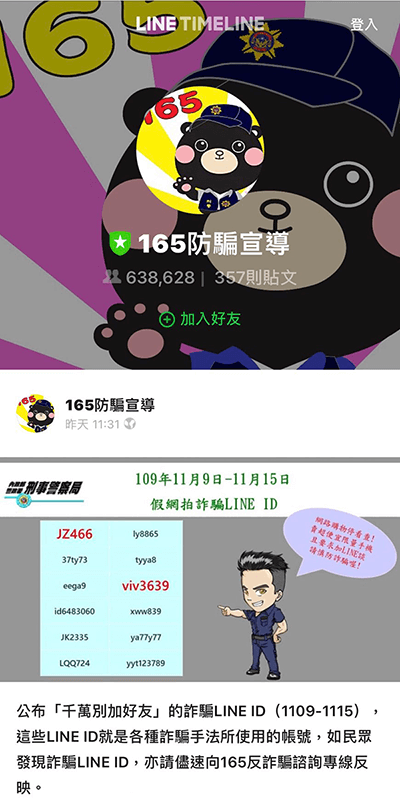 165
LINE TIMELINE
登入
165
165防騙宣導
638,628 | 357則貼文
加入好友
165
165防騙宣導
昨天 11:31
刑事警察局
109年11月9日-11月15日
假網拍詐騙LINE ID
JZ466 ly8865
37ty73 tyya8
eega9 viv3639
id6483060 xww839
JK2335 ya77y77
LQQ724 yyt123789
網路購物停看查!
賣超便宜限量手機
且要求加LINE談
請慎防詐騙喔!
公布「千萬別加好友」的詐騙LINE ID（1109-1115），
這些LINE ID就是各種詐騙手法所使用的帳號，如民眾
發現詐騙LINE ID，亦請儘速向165反詐騙諮詢專線反
映。